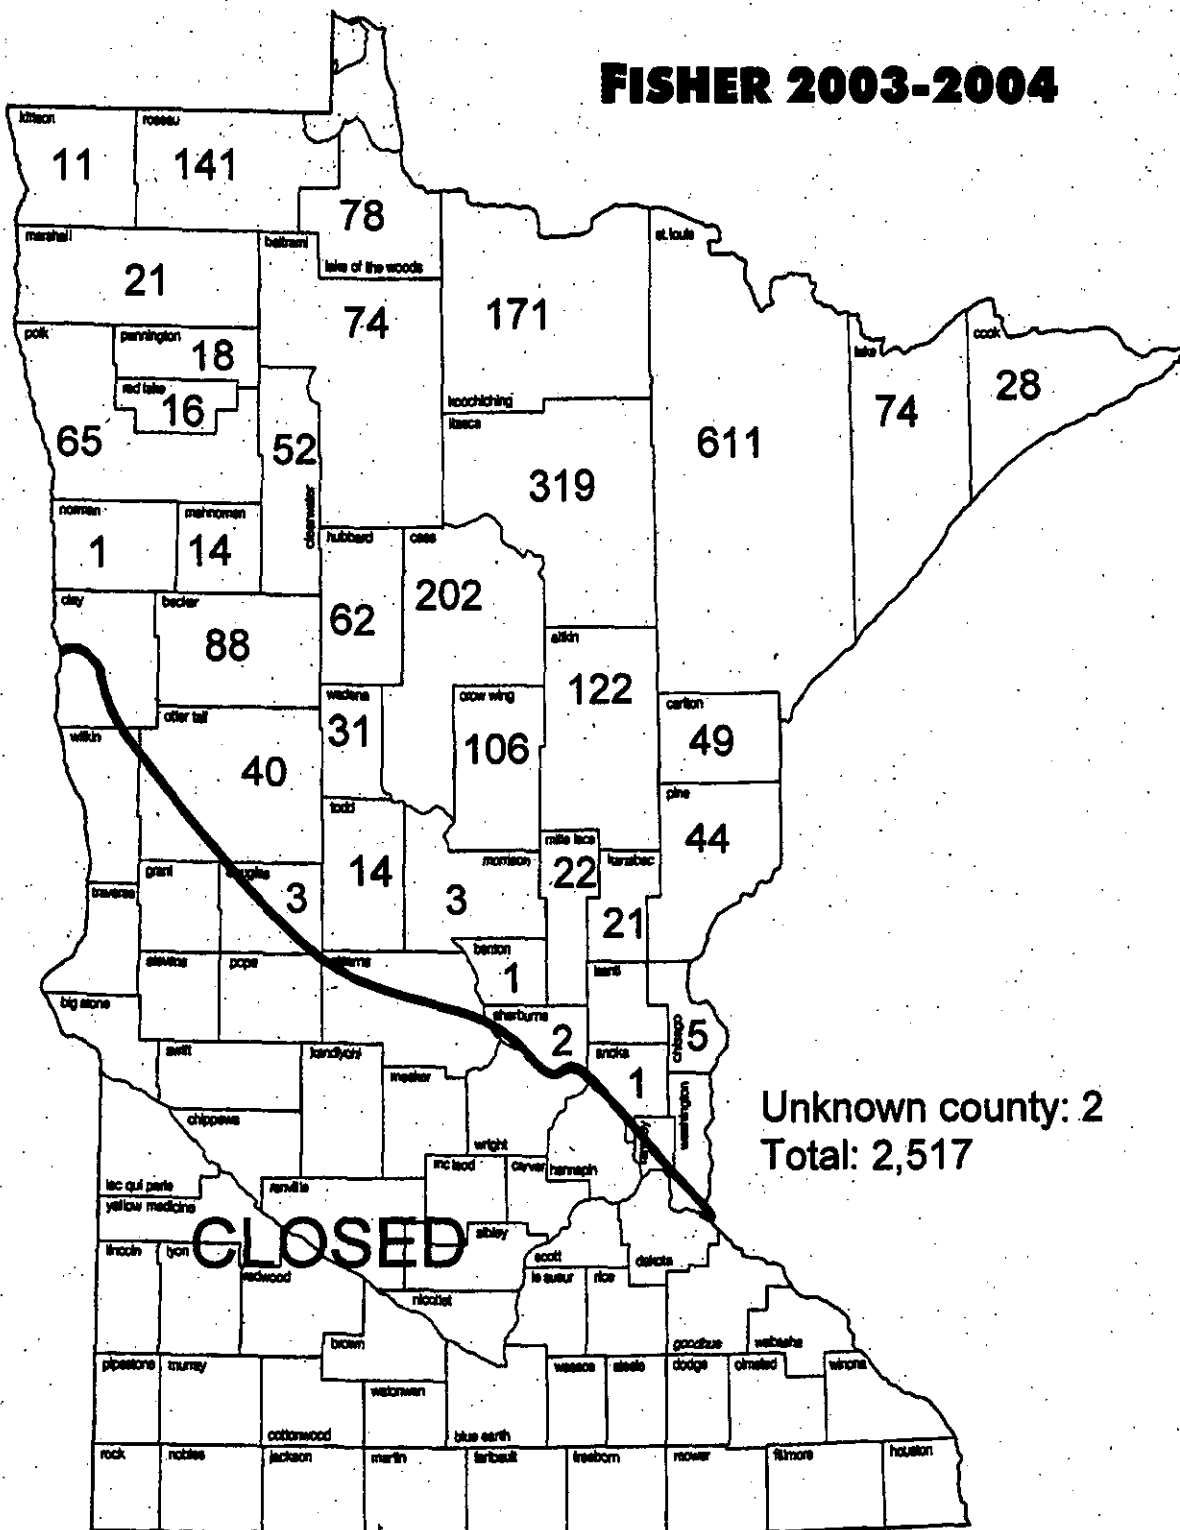 FISHER 2003-2004
kittson
roseau
11
141
78
marshall
beltrami
st. louis
lake of the woods
21
74
171
polk
pennington
18
lake
cook
red lake
16
74
28
koochiching
itasca
65
52
611
319
norman
mahnomen
clearwater
1
14
hubbard
cass
202
clay
becker
88
62
aitkin
122
wadena
crow wing
carlton
otter tail
31
49
wilkin
106
40
pine
todd
44
mille lacs
morrison
kanabec
grant
14
22
traverse
3
3
21
benton
stevens
pope
1
isanti
big stone
sherburne
2
chisago
5
swift
kandiyohi
anoka
meeker
1
washington
Unknown county: 2
chippewa
wright
Total: 2,517
mc leod
carver
hennepin
lac qui parle
renville
yellow medicine
CLOSED
sibley
lincoln
lyon
scott
dakota
redwood
le sueur
rice
nicollet
brown
goodhue
wabasha
pipestone
murray
waseca
steele
dodge
olmsted
winona
watonwan
cottonwood
blue earth
rock
nobles
jackson
martin
faribault
freeborn
mower
fillmore
houston